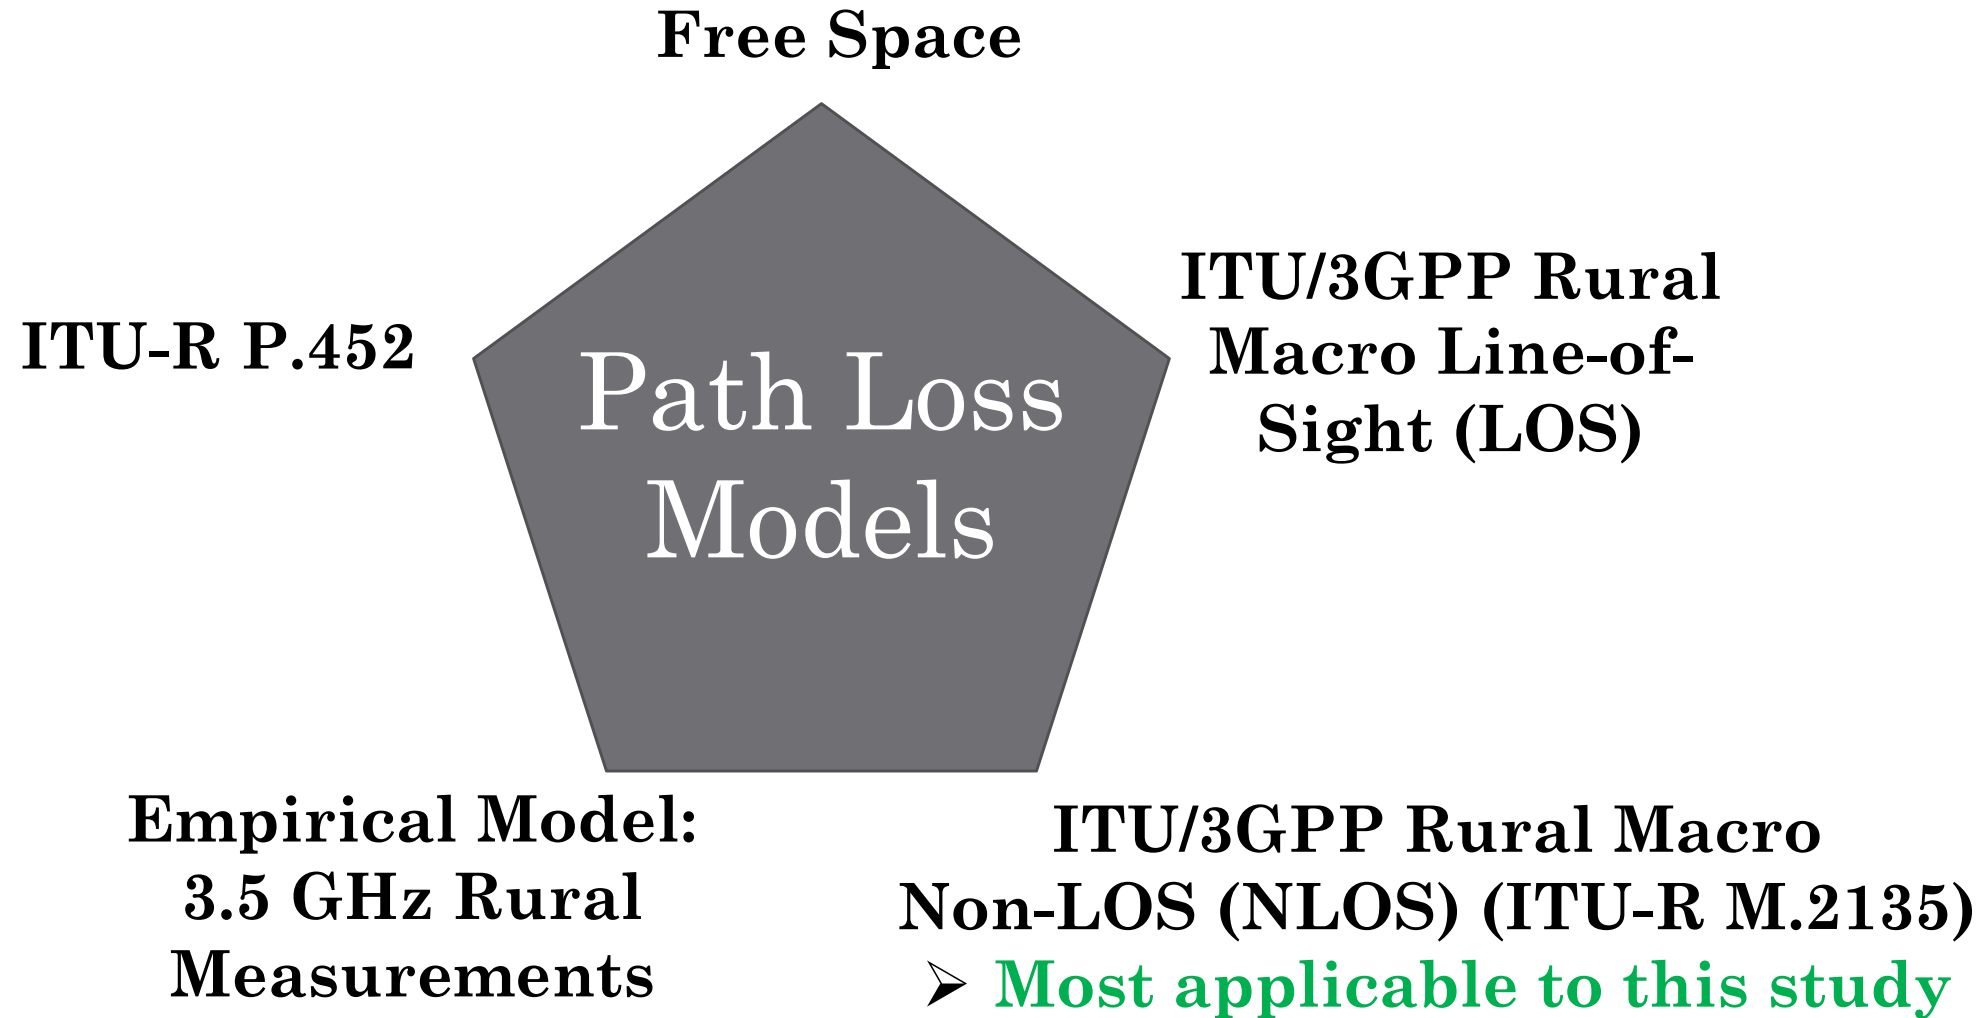 Free Space
ITU/3GPP Rural
Macro Line-of-
Sight (LOS)
ITU-R P.452
Path Loss
Models
Empirical Model:
3.5 GHz Rural
Measurements
ITU/3GPP Rural Macro
Non-LOS (NLOS) (ITU-R M.2135)
➢ Most applicable to this study